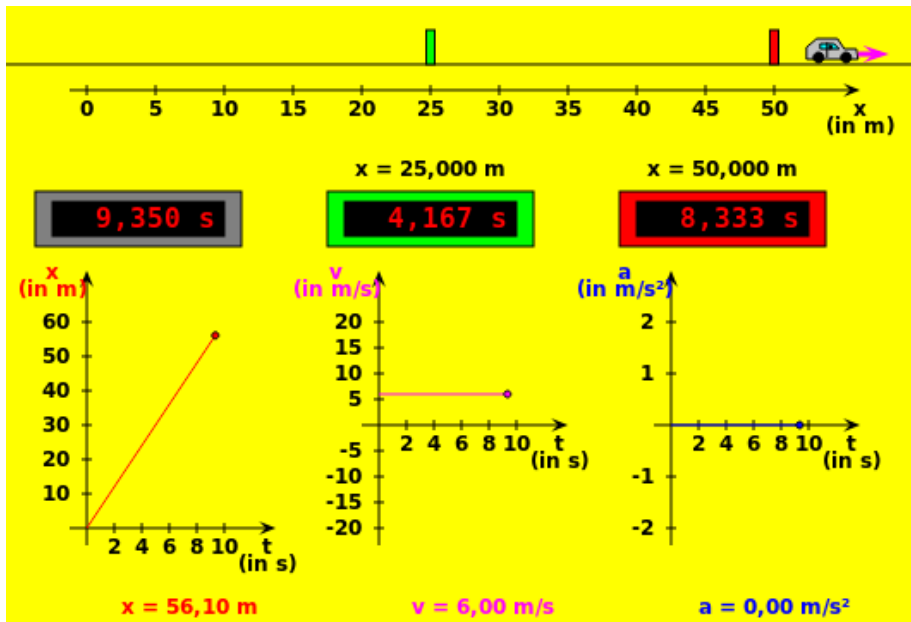 0 5 10 15 20 25 30 35 40 45 50 x
(in m)
x = 25,000 m x = 50,000 m
9,350 s 4,167 s 8,333 s
x
(in m)
60
50
40
30
20
10
2 4 6 8 10 t
(in s)
v
(in m/s)
20
15
10
5
2 4 6 8 10 t
(in s)
-5
-10
-15
-20
a
(in m/s²)
2
1
2 4 6 8 10 t
(in s)
-1
-2
x = 56,10 m v = 6,00 m/s a = 0,00 m/s²